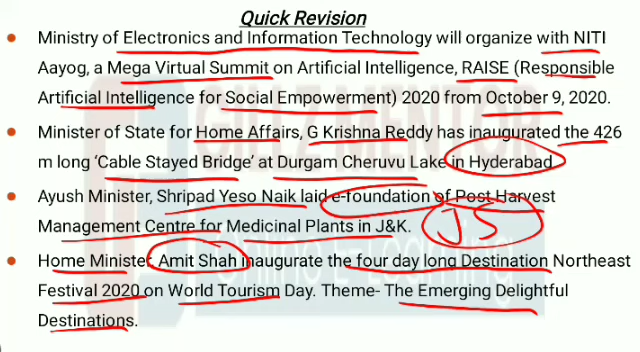 Quick Revision
Ministry of Electronics and Information Technology will organize with NITI
Aayog, a Mega Virtual Summit on Artificial Intelligence, RAISE (Responsible
Artificial Intelligence for Social Empowerment) 2020 from October 9, 2020.
Minister of State for Home Affairs, G Krishna Reddy has inaugurated the 426
m long ‘Cable Stayed Bridge’ at Durgam Cheruvu Lake in Hyderabad
Ayush Minister, Shripad Yeso Naik laid e-foundation of Post Harvest
Management Centre for Medicinal Plants in J&K.
JS
Home Minister Amit Shah inaugurate the four day long Destination Northeast
Festival 2020 on World Tourism Day. Theme- The Emerging Delightful
Destinations.